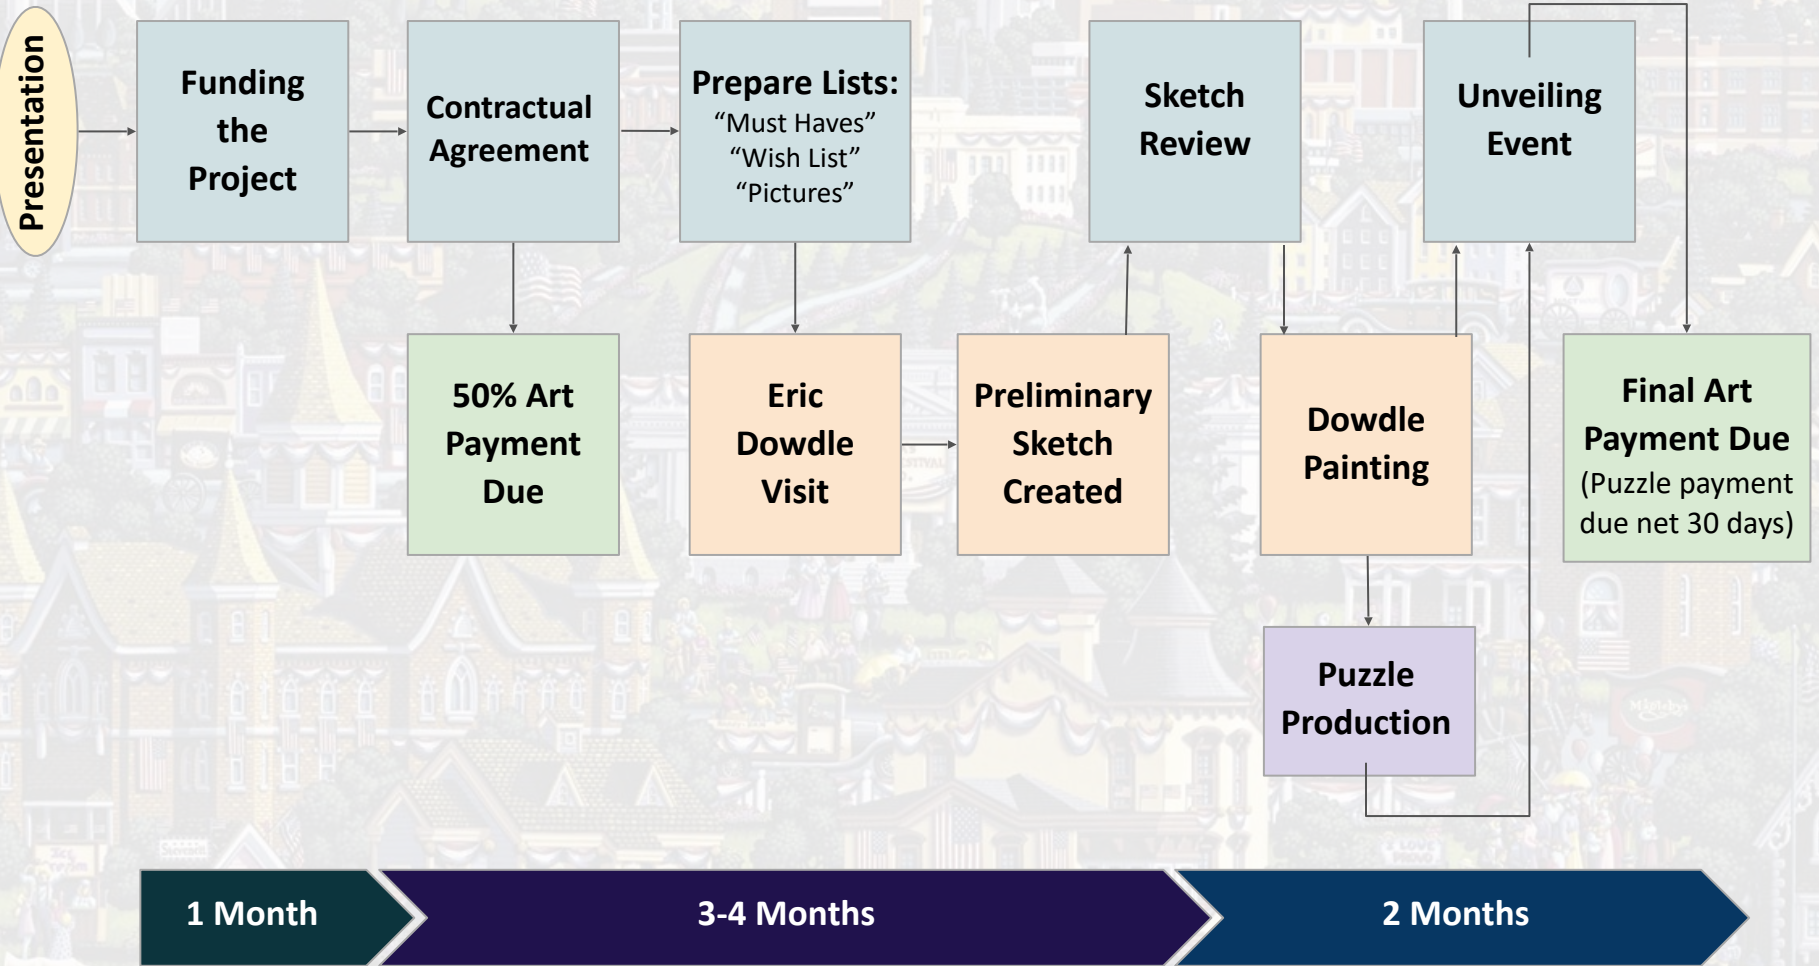 Presentation
Funding
the
Project
Contractual
Agreement
Prepare Lists:
“Must Haves”
“Wish List”
“Pictures”
Sketch
Review
Unveiling
Event
50% Art
Payment
Due
Eric
Dowdle
Visit
Preliminary
Sketch
Created
Dowdle
Painting
Final Art
Payment Due
(Puzzle payment
due net 30 days)
Puzzle
Production
1 Month
3-4 Months
2 Months